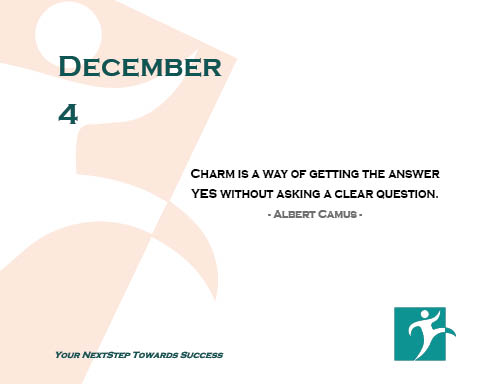 December
4
Charm is a way of getting the answer
YES without asking a clear question.
- Albert Camus -
Your NextStep Towards Success